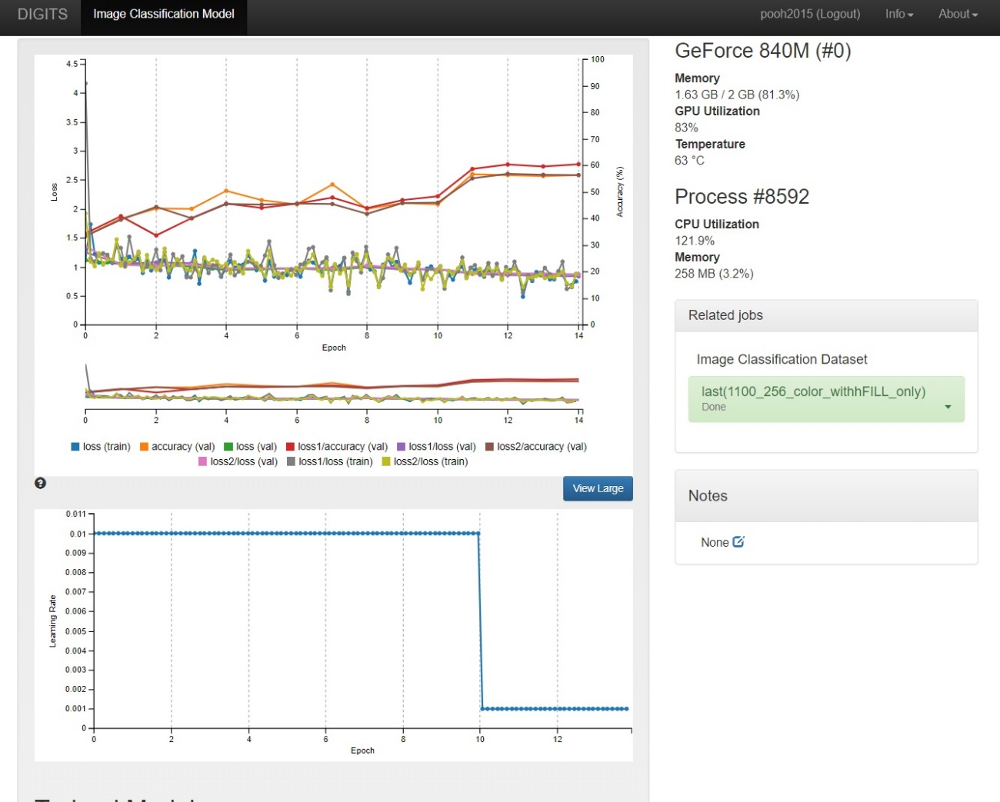 DIGITS Image Classification Model pooh2015 (Logout) Info About
4.5
4
3.5
3
2.5
2
1.5
1
0.5
0
Loss
100
90
80
70
60
50
40
30
20
10
0
Accuracy (%)
0 2 4 6 8 10 12 14
Epoch
0 2 4 6 8 10 12 14
loss (train) accuracy (val) loss (val) loss1/accuracy (val) loss1/loss (val) loss2/accuracy (val)
loss2/loss (val) loss1/loss (train) loss2/loss (train)
View Large
0.011
0.01
0.009
0.008
0.007
0.006
0.005
0.004
0.003
0.002
0.001
0
Learning Rate
0 2 4 6 8 10 12
Epoch
GeForce 840M (#0)
Memory
1.63 GB / 2 GB (81.3%)
GPU Utilization
83%
Temperature
63 °C
Process #8592
CPU Utilization
121.9%
Memory
258 MB (3.2%)
Related jobs
Image Classification Dataset
last(1100_256_color_withhFILL_only)
Done
Notes
None